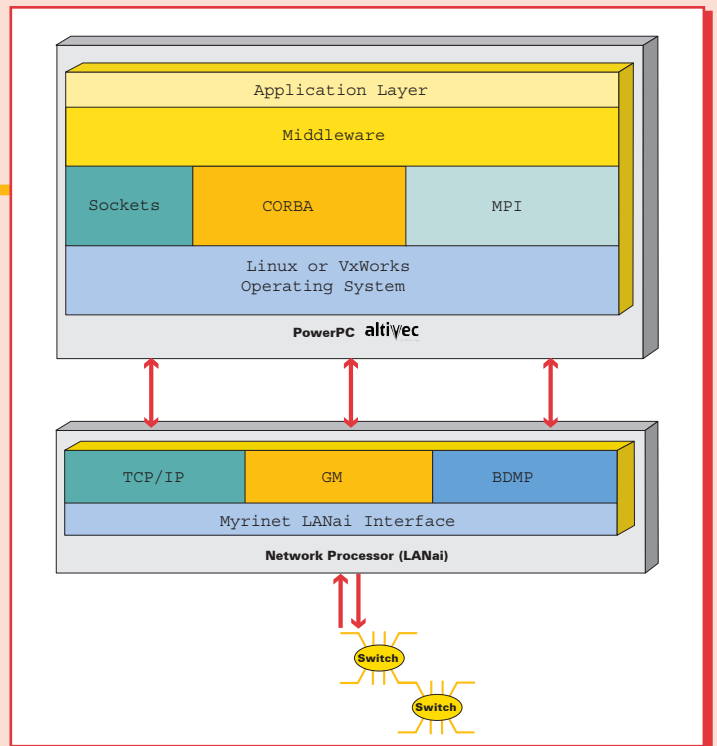 Application Layer
Middleware
Sockets CORBA MPI
Linux or VxWorks
Operating System
PowerPC altivec
TCP/IP GM BDMP
Myrinet LANai Interface
Network Processor (LANai)
Switch
Switch